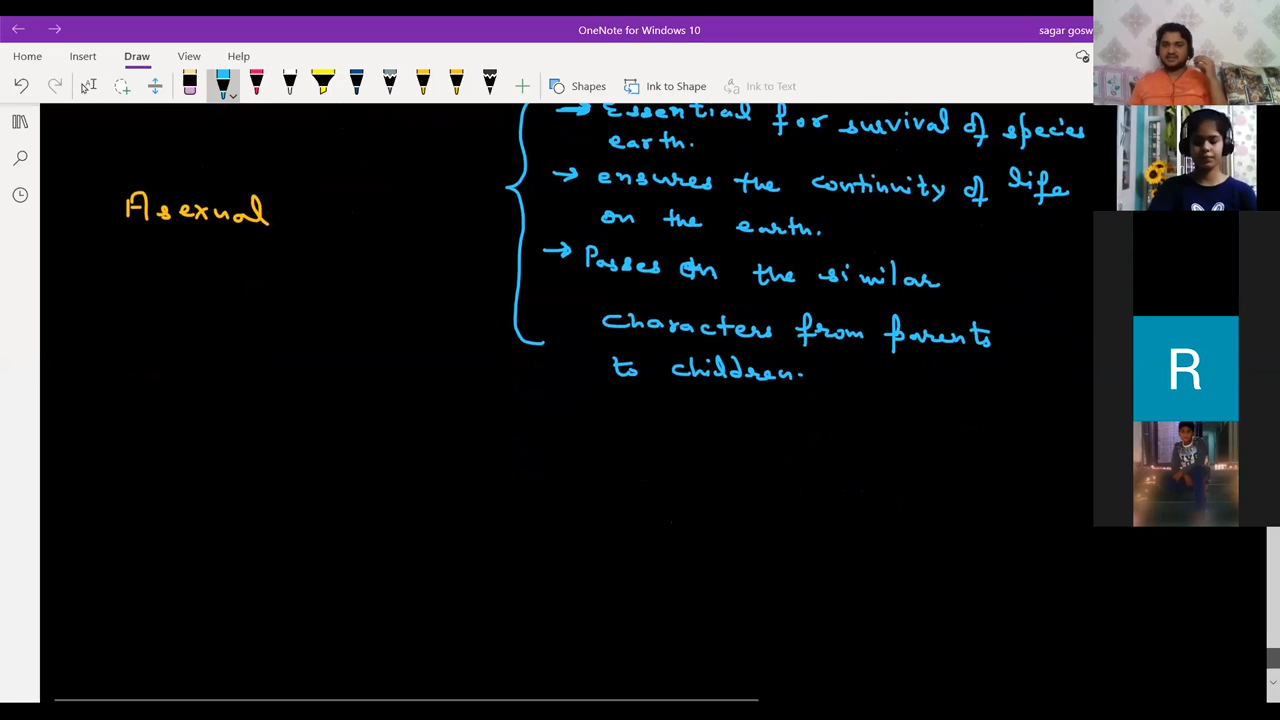 OneNote for Windows 10
sagar gosw
Home Insert Draw View Help
Shapes Ink to Shape Ink to Text
→ Essential for survival of species
earth.
→ ensures the continuity of life
on the earth.
Asexual
→ Passes on the similar
characters from parents
to children.
R